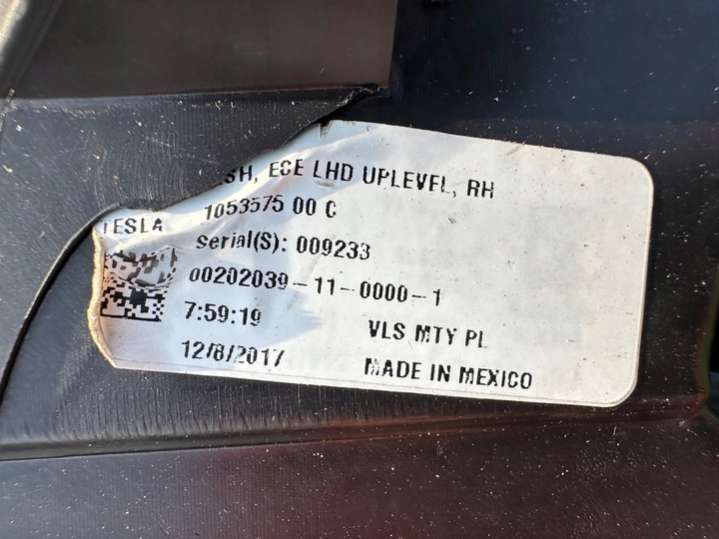 SH, ECE LHD UPLEVEL, RH
1053575 00 C
TESLA
Serial(S): 009233
00202039-11-0000-1
7:59:19
VLS MTY PL
12/8/2017
MADE IN MEXICO